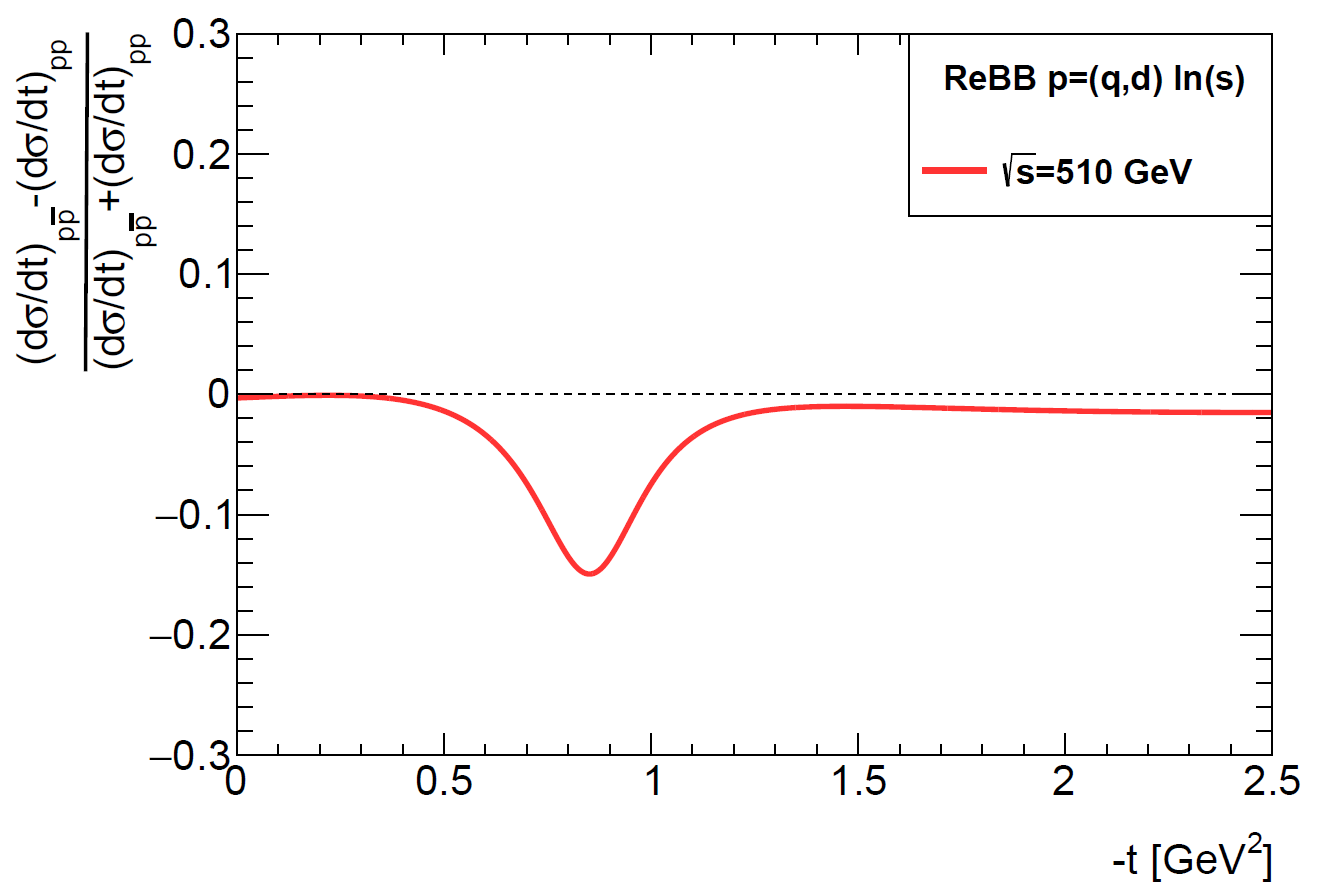 (dσ/dt)pp̅ -(dσ/dt)pp
(dσ/dt)pp̅ +(dσ/dt)pp
0.3
0.2
0.1
0
−0.1
−0.2
−0.3
ReBB p=(q,d) ln(s)
√s=510 GeV
0 0.5 1 1.5 2 2.5
-t [GeV²]